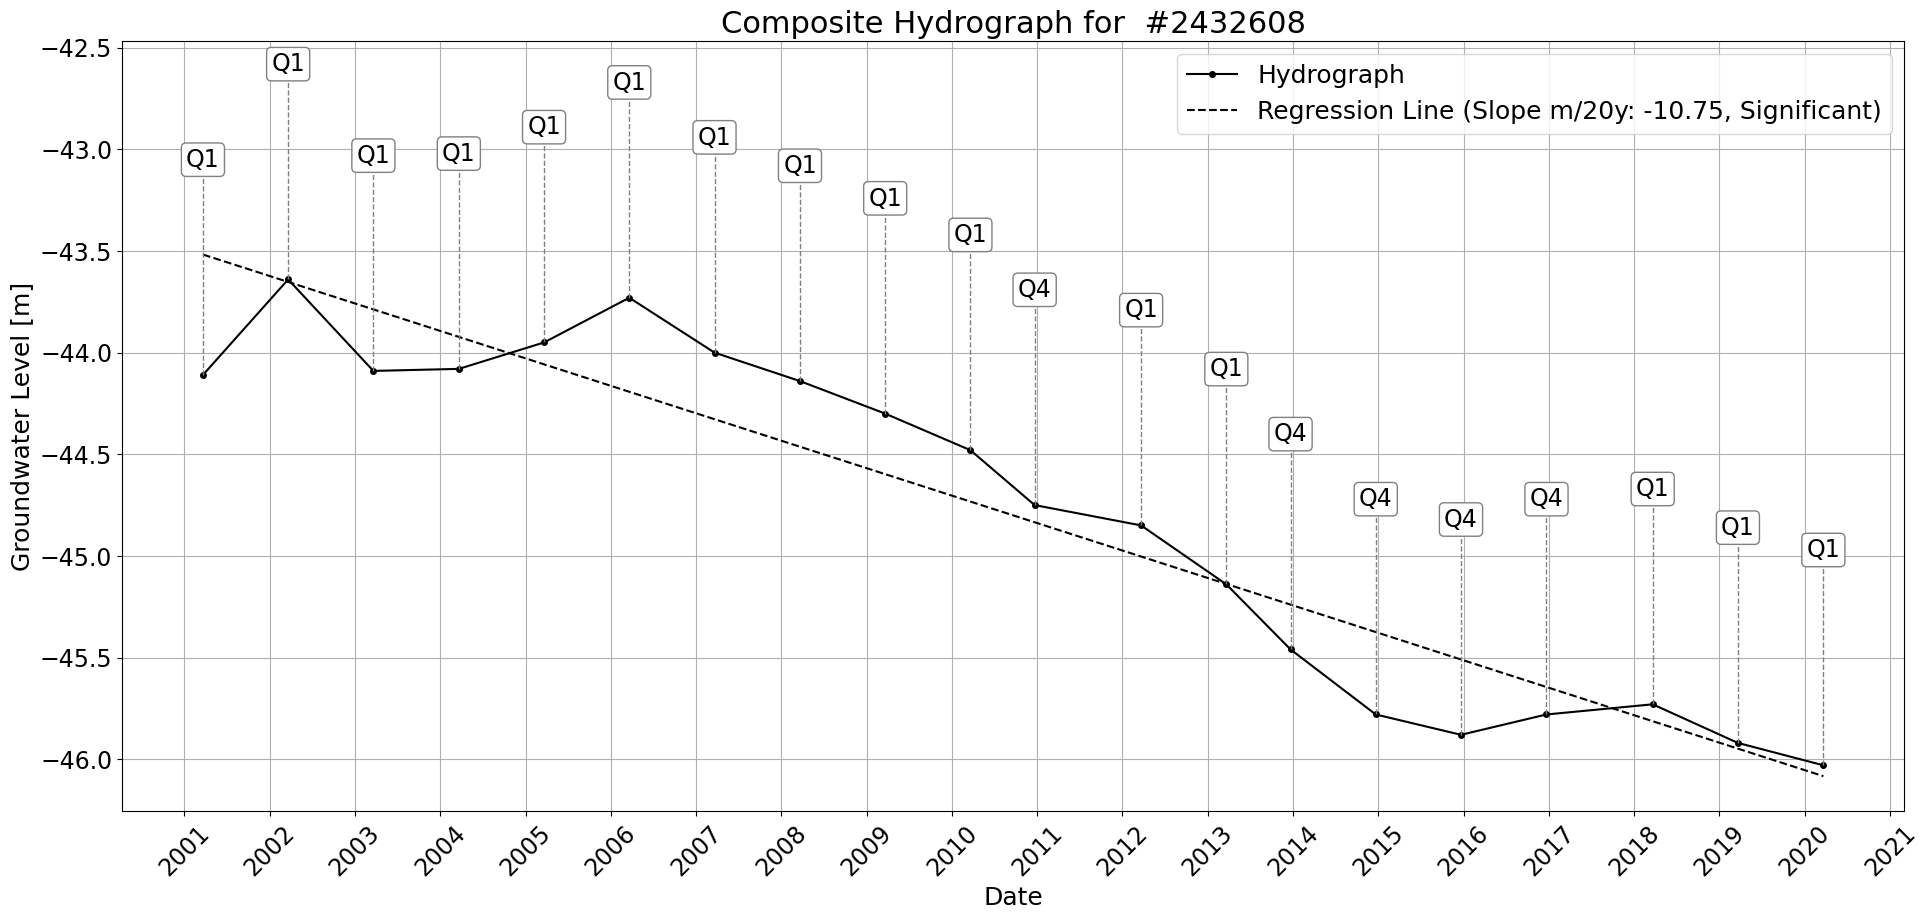 Composite Hydrograph for #2432608
Hydrograph
Regression Line (Slope m/20y: -10.75, Significant)
Groundwater Level [m]
−42.5
−43.0
−43.5
−44.0
−44.5
−45.0
−45.5
−46.0
Q1
Q1
Q1
Q1
Q1
Q1
Q1
Q1
Q1
Q1
Q4
Q1
Q1
Q4
Q4
Q4
Q4
Q1
Q1
Q1
2001
2002
2003
2004
2005
2006
2007
2008
2009
2010
2011
2012
2013
2014
2015
2016
2017
2018
2019
2020
2021
Date